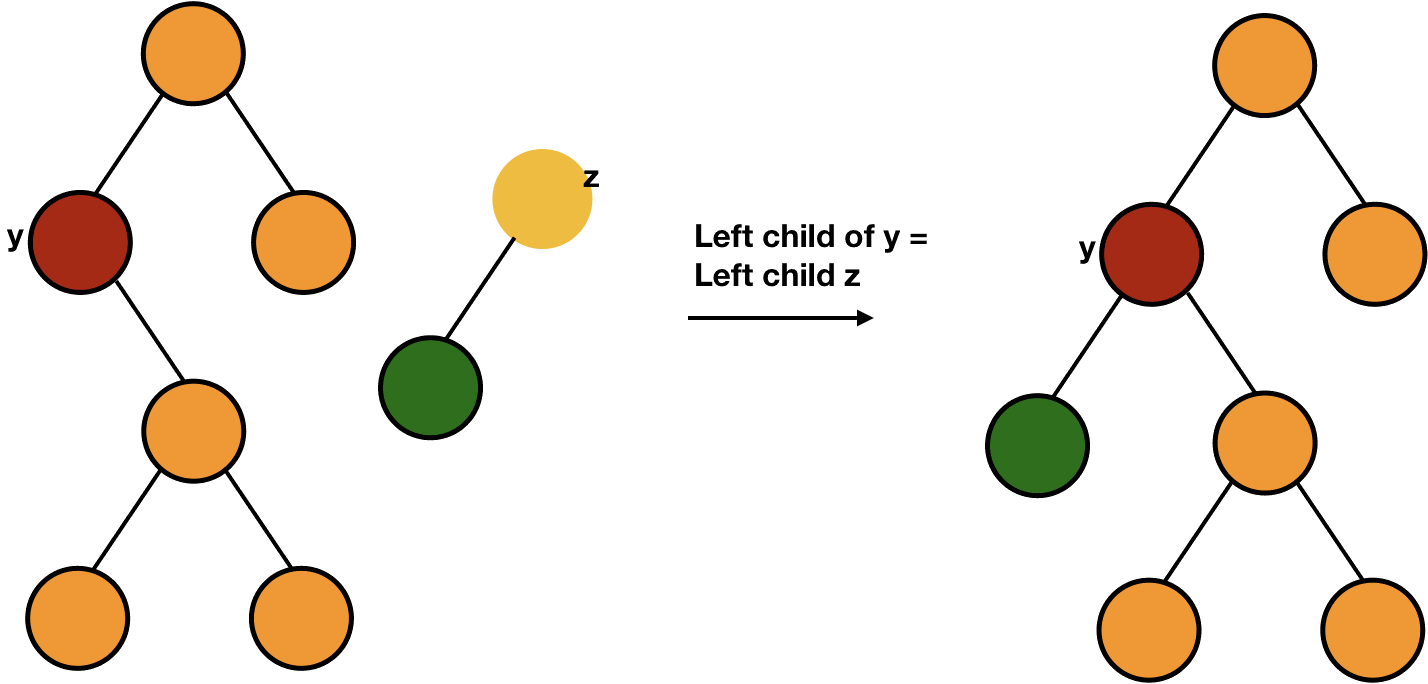 y
z
Left child of y =
Left child z
y